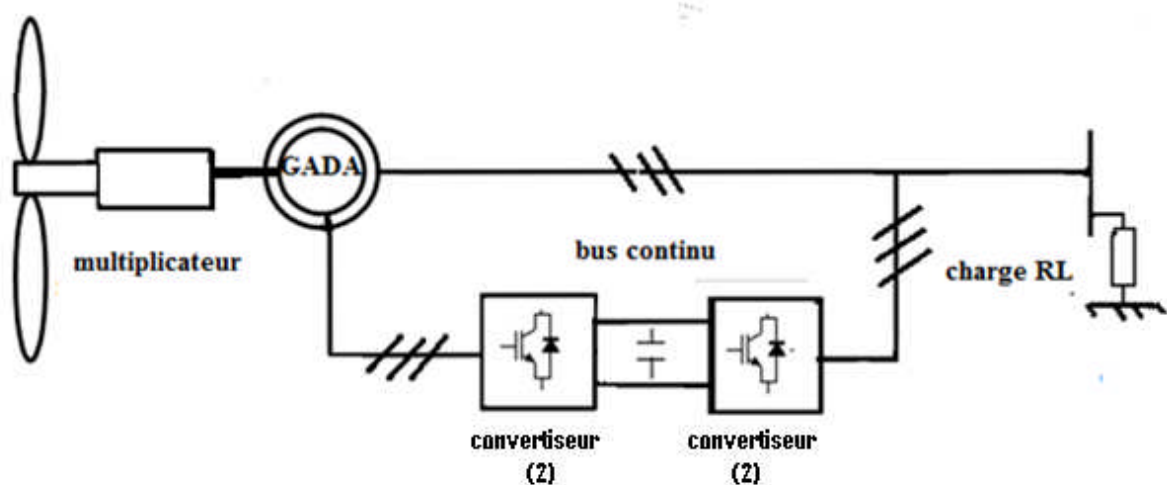 GADA
multiplicateur
bus continu
charge RL
convertiseur
(2)
convertiseur
(2)